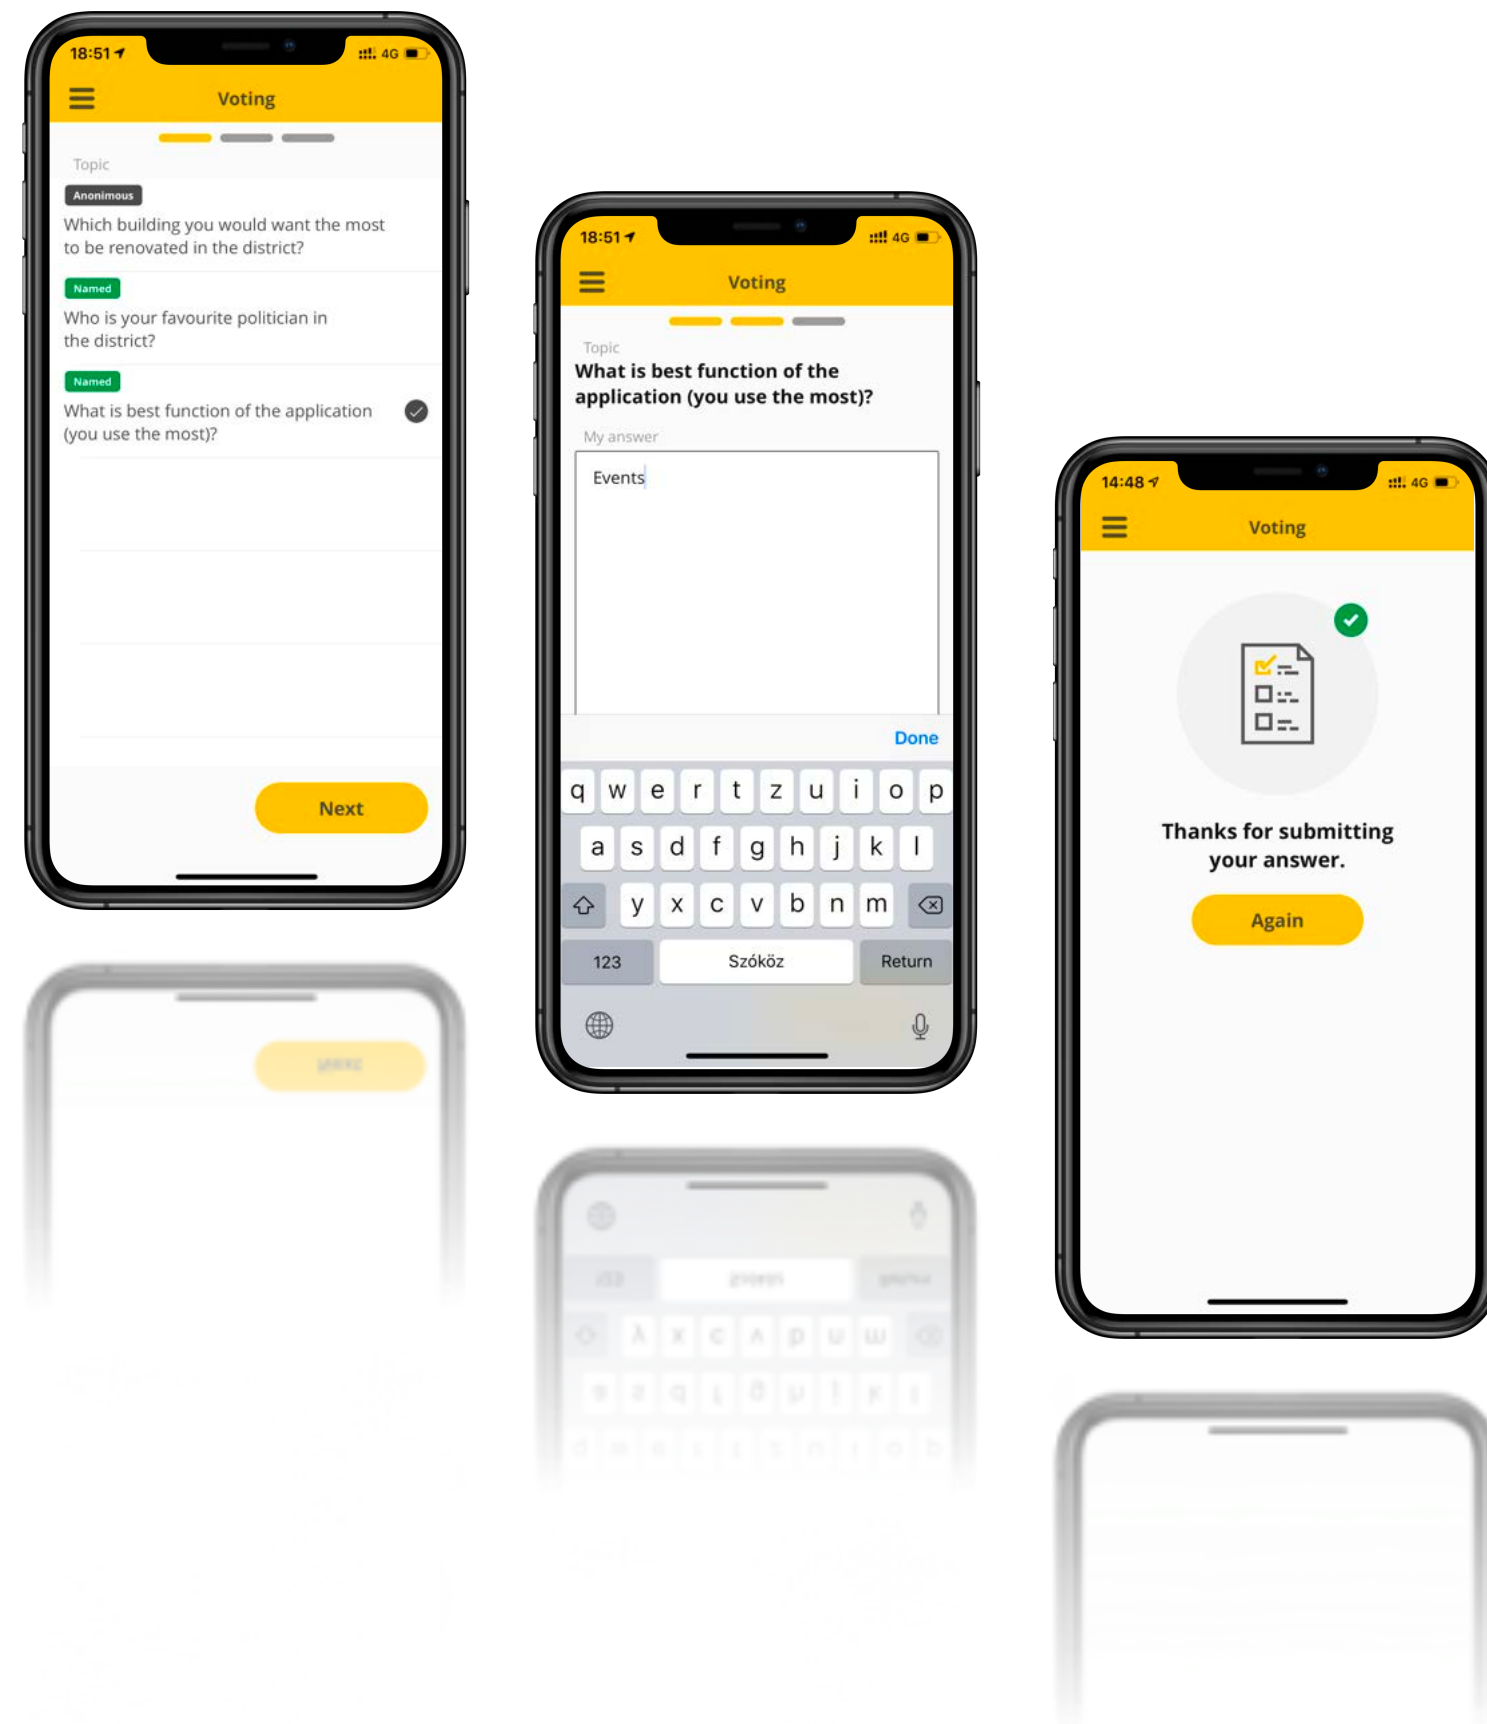 18:51
4G
Voting
Topic
Anonimous
Which building you would want the most
to be renovated in the district?
Named
Who is your favourite politician in
the district?
Named
What is best function of the application
(you use the most)?
Next
18:51
4G
Voting
Topic
What is best function of the
application (you use the most)?
My answer
Events
Done
q w e r t z u i o p
a s d f g h j k l
y x c v b n m
123 Szóköz Return
14:48
4G
Voting
Thanks for submitting
your answer.
Again